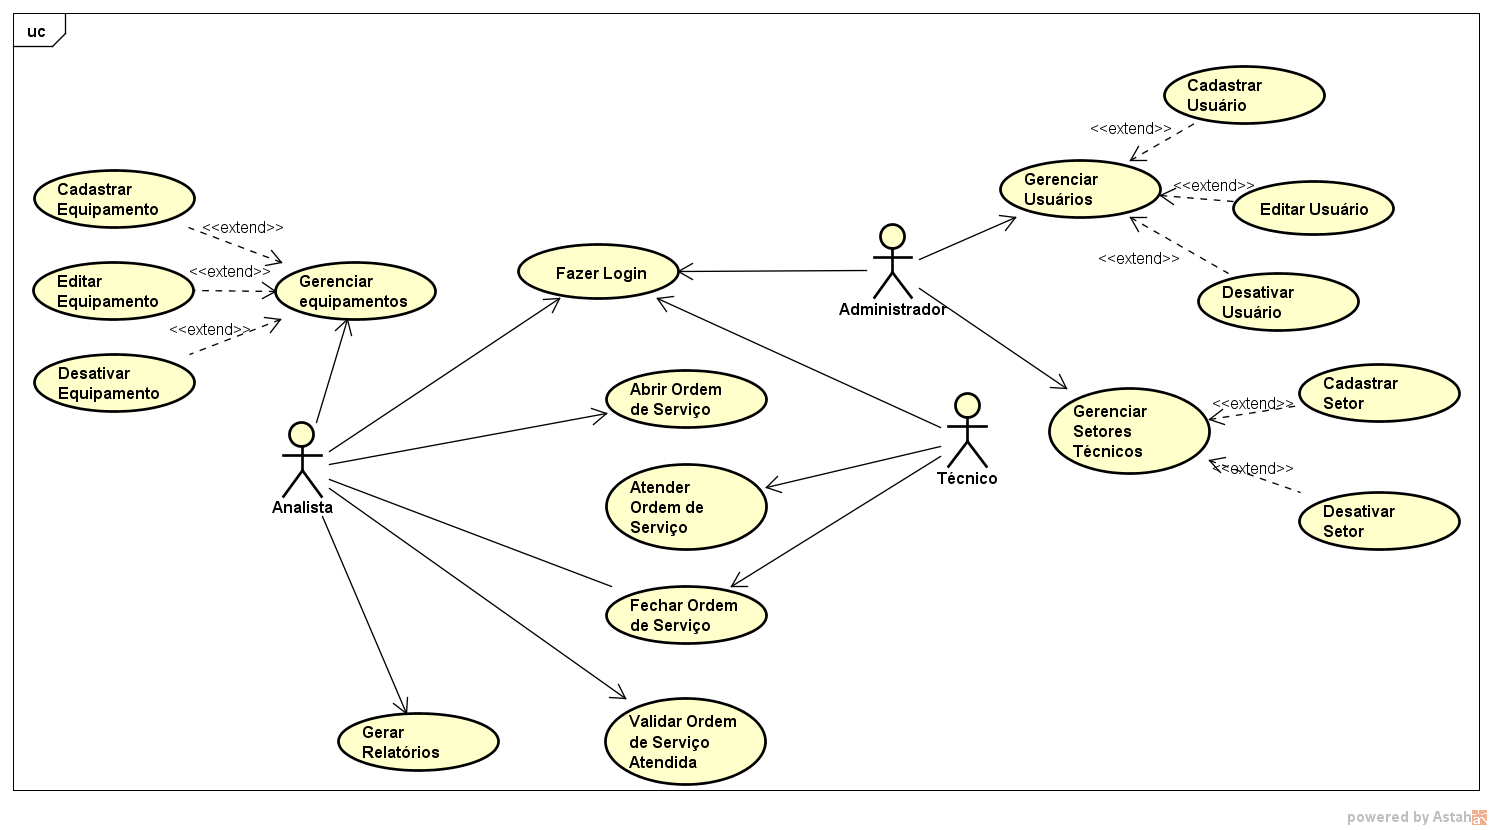 uc
Cadastrar
Usuário
<<extend>>
Gerenciar
Usuários
<<extend>>
Editar Usuário
<<extend>>
Desativar
Usuário
Cadastrar
Equipamento
<<extend>>
Editar
Equipamento
<<extend>>
Gerenciar
equipamentos
<<extend>>
Desativar
Equipamento
Fazer Login
Administrador
Abrir Ordem
de Serviço
Gerenciar
Setores
Técnicos
<<extend>>
Cadastrar
Setor
<<extend>>
Desativar
Setor
Analista
Técnico
Atender
Ordem de
Serviço
Fechar Ordem
de Serviço
Validar Ordem
de Serviço
Atendida
Gerar
Relatórios
powered by Astah